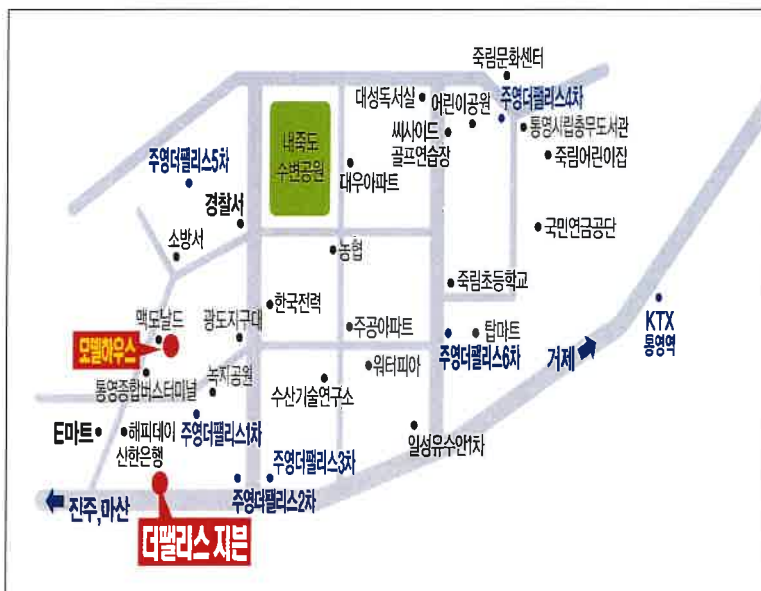 죽림문화센터
대성독서실
어린이공원
주영더팰리스4차
씨사이드
골프연습장
통영시립충무도서관
죽림어린이집
내죽도
수변공원
주영더팰리스5차
대우아파트
경찰서
국민연금공단
소방서
농협
죽림초등학교
한국전력
맥도날드
광도지구대
주공아파트
탑마트
KTX
통영역
모델하우스
주영더팰리스6차
거제
워터피아
통영종합버스터미널
녹지공원
수산기술연구소
E마트
해피데이
신한은행
주영더팰리스1차
일성유수안1차
주영더팰리스3차
주영더팰리스2차
진주,마산
더팰리스 지븐